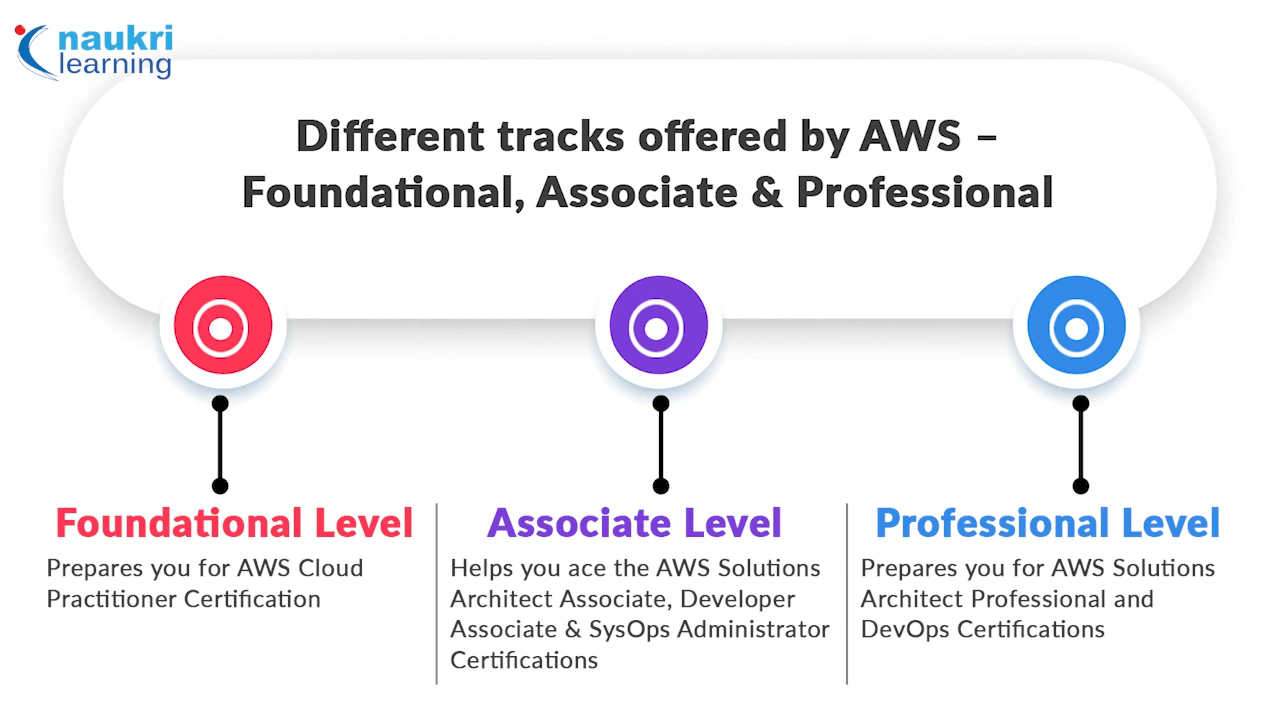 naukri
learning
Different tracks offered by AWS –
Foundational, Associate & Professional
Foundational Level
Prepares you for AWS Cloud
Practitioner Certification
Associate Level
Helps you ace the AWS Solutions
Architect Associate, Developer
Associate & SysOps Administrator
Certifications
Professional Level
Prepares you for AWS Solutions
Architect Professional and
DevOps Certifications